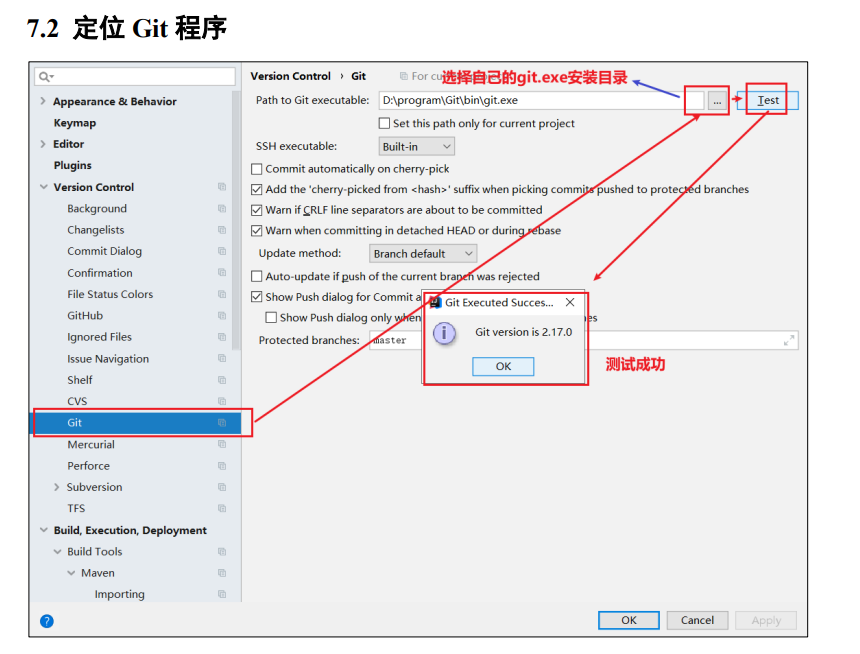 7.2 定位 Git 程序
Version Control › Git
For cu
选择自己的git.exe安装目录
Appearance & Behavior
Keymap
Editor
Plugins
Version Control
Background
Changelists
Commit Dialog
Confirmation
File Status Colors
GitHub
Ignored Files
Issue Navigation
Shelf
CVS
Git
Mercurial
Perforce
Subversion
TFS
Build, Execution, Deployment
Build Tools
Maven
Importing
Path to Git executable: D:\program\Git\bin\git.exe ... Test
Set this path only for current project
SSH executable: Built-in
Commit automatically on cherry-pick
Add the 'cherry-picked from <hash>' suffix when picking commits pushed to protected branches
Warn if CRLF line separators are about to be committed
Warn when committing in detached HEAD or during rebase
Update method: Branch default
Auto-update if push of the current branch was rejected
Show Push dialog for Commit a
Show Push dialog only when es
Protected branches: master
Git Executed Succes...
Git version is 2.17.0
OK
测试成功
? OK Cancel Apply